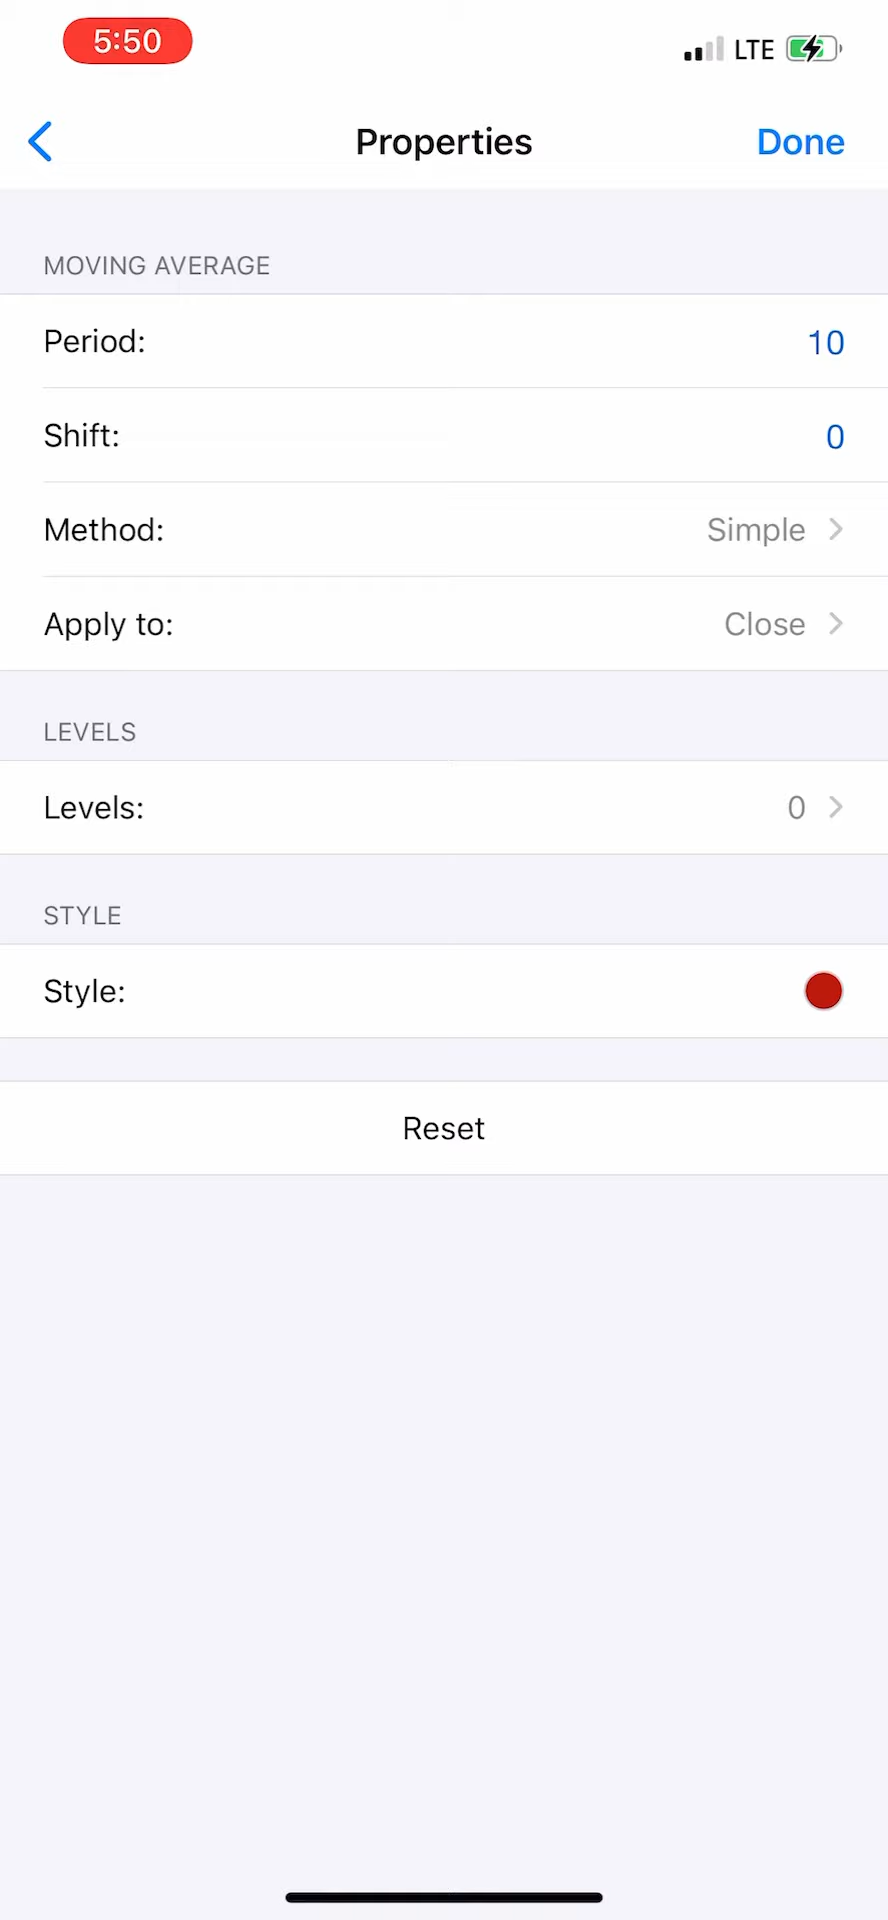 5:50 LTE
Properties Done
MOVING AVERAGE
Period: 10
Shift: 0
Method: Simple
Apply to: Close
LEVELS
Levels: 0
STYLE
Style:
Reset